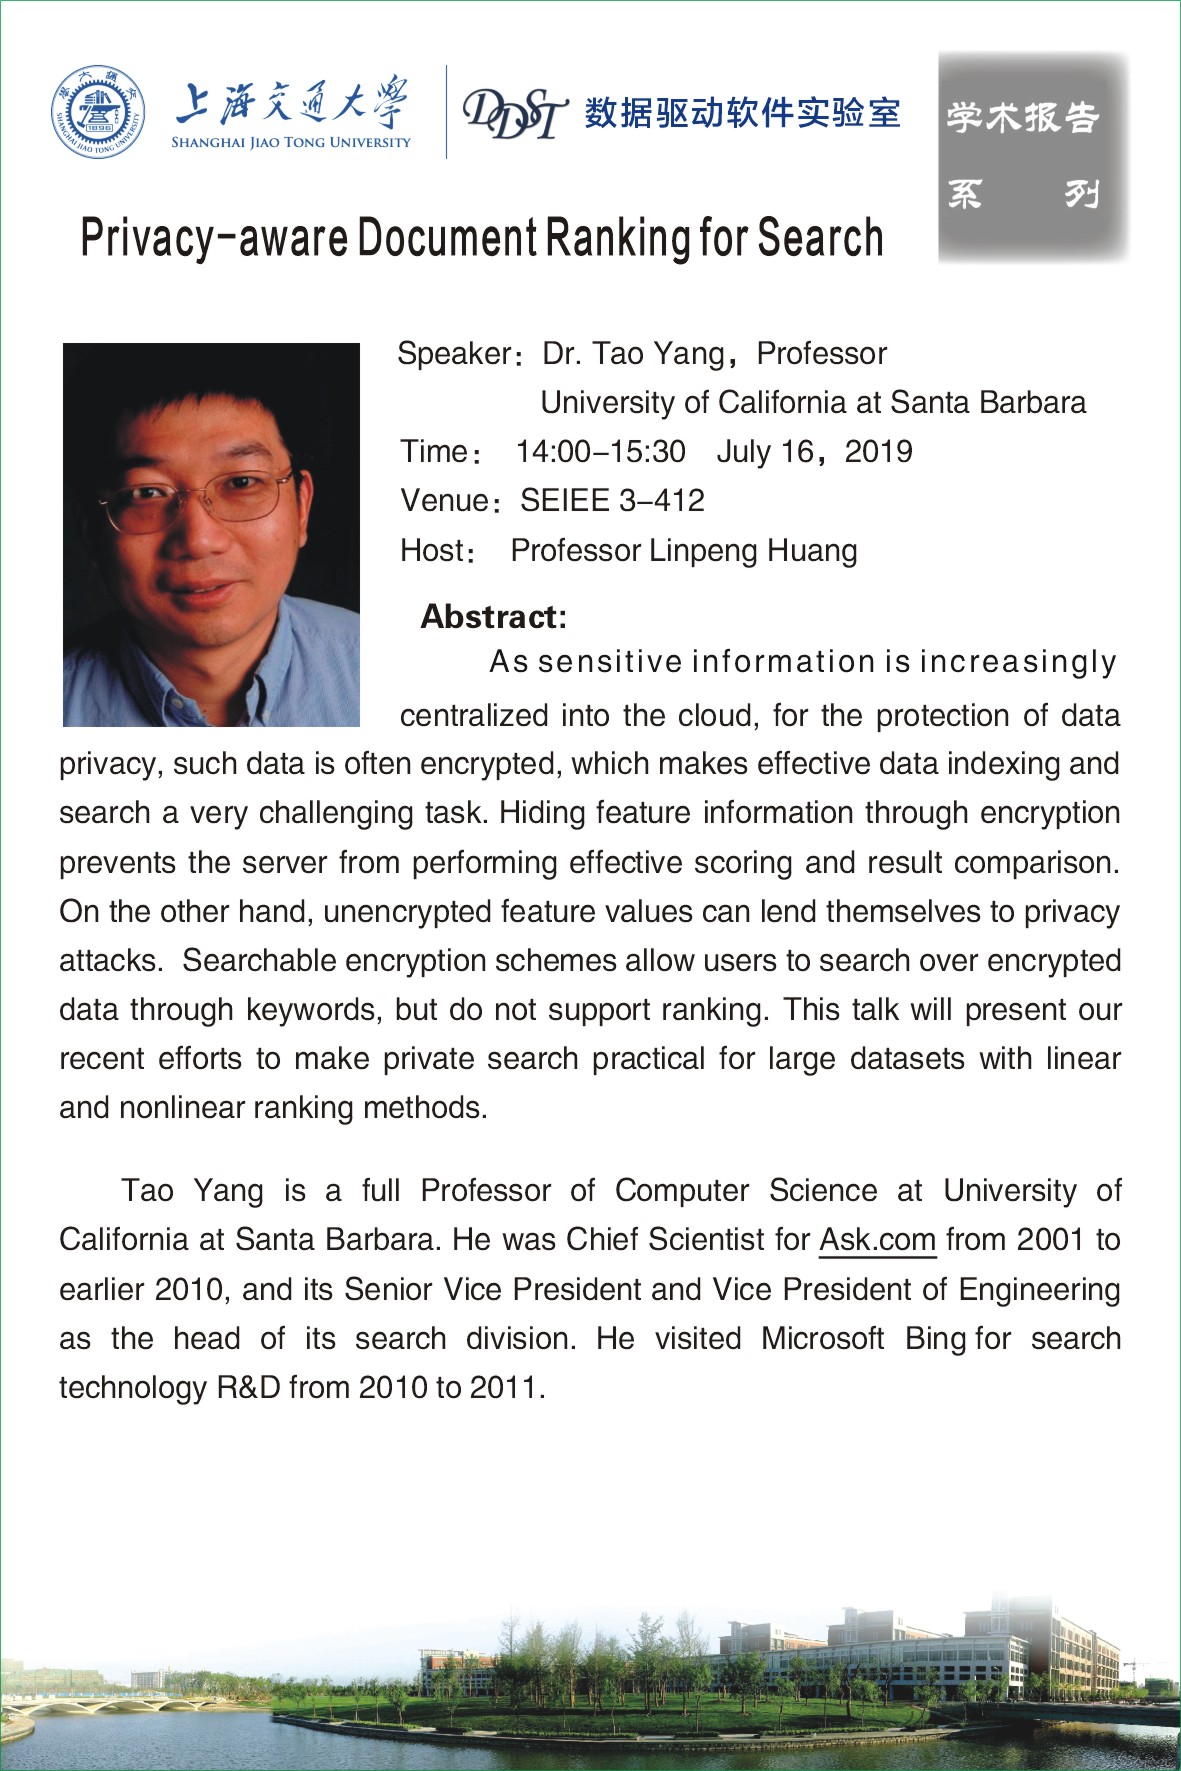 上海交通大学
SHANGHAI JIAO TONG UNIVERSITY
1896
SHANGHAI JIAO TONG UNIVERSITY
DDST
数据驱动软件实验室
学术报告
系 列
Privacy-aware Document Ranking for Search
Speaker：Dr. Tao Yang，Professor
University of California at Santa Barbara
Time： 14:00-15:30 July 16，2019
Venue：SEIEE 3-412
Host： Professor Linpeng Huang
Abstract:
As sensitive information is increasingly
centralized into the cloud, for the protection of data
privacy, such data is often encrypted, which makes effective data indexing and
search a very challenging task. Hiding feature information through encryption
prevents the server from performing effective scoring and result comparison.
On the other hand, unencrypted feature values can lend themselves to privacy
attacks. Searchable encryption schemes allow users to search over encrypted
data through keywords, but do not support ranking. This talk will present our
recent efforts to make private search practical for large datasets with linear
and nonlinear ranking methods.
Tao Yang is a full Professor of Computer Science at University of
California at Santa Barbara. He was Chief Scientist for Ask.com from 2001 to
earlier 2010, and its Senior Vice President and Vice President of Engineering
as the head of its search division. He visited Microsoft Bing for search
technology R&D from 2010 to 2011.